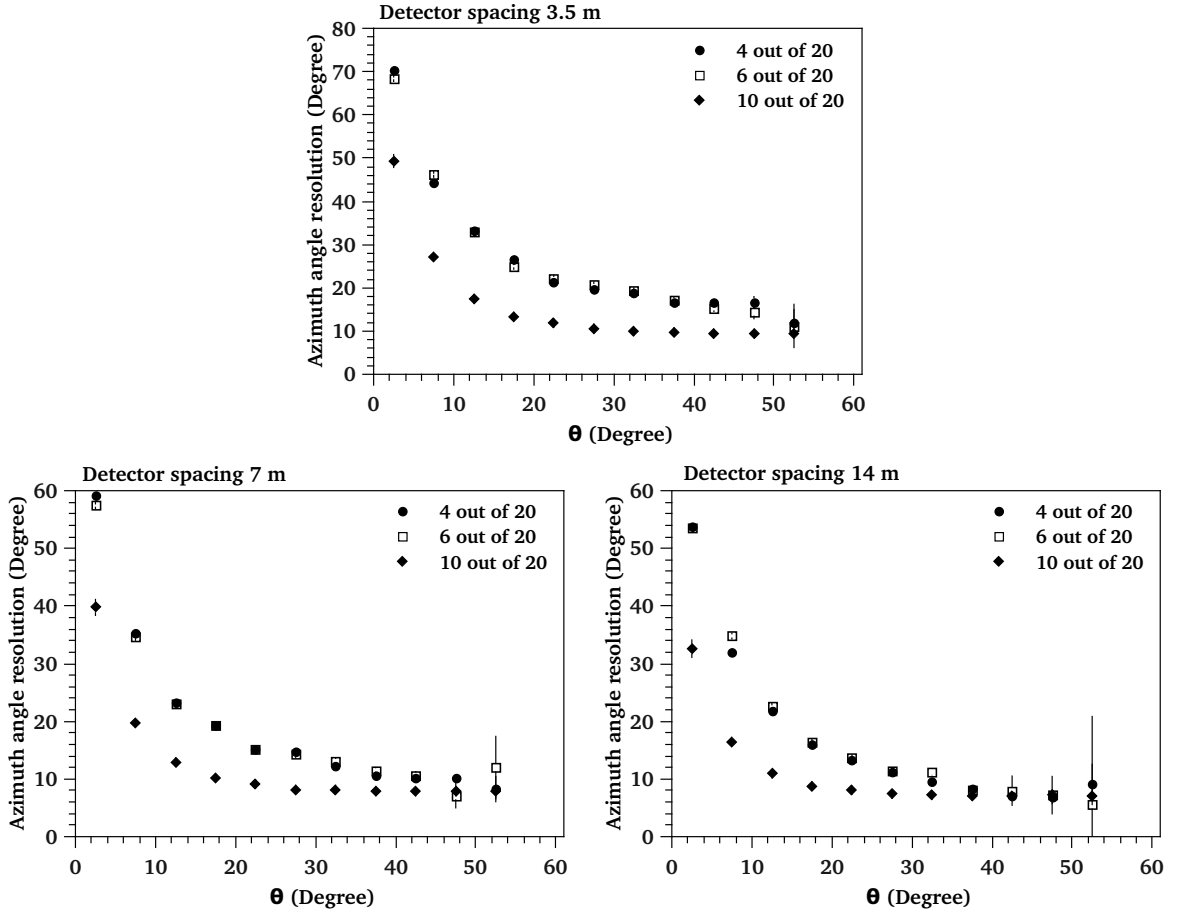 Detector spacing 3.5 m
80
70
60
50
40
30
20
10
0
Azimuth angle resolution (Degree)
4 out of 20
6 out of 20
10 out of 20
0 10 20 30 40 50 60
θ (Degree)
Detector spacing 7 m
60
50
40
30
20
10
0
Azimuth angle resolution (Degree)
4 out of 20
6 out of 20
10 out of 20
0 10 20 30 40 50 60
θ (Degree)
Detector spacing 14 m
60
50
40
30
20
10
0
Azimuth angle resolution (Degree)
4 out of 20
6 out of 20
10 out of 20
0 10 20 30 40 50 60
θ (Degree)